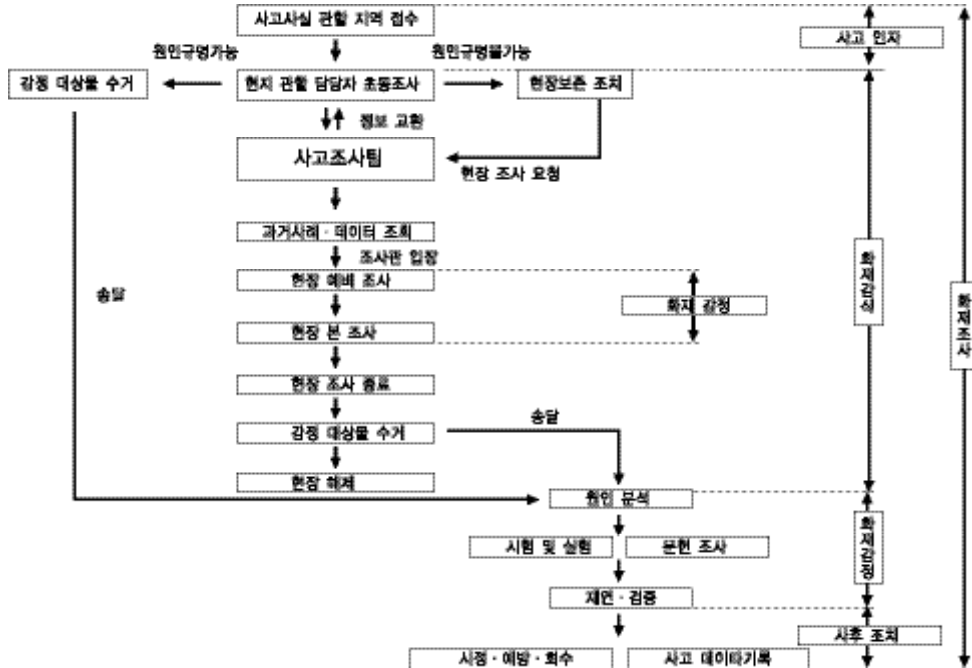 사고사실 관할 지역 접수
사고 인자
원인규명가능
원인규명불가능
감정 대상물 수거
현지 관할 담당자 초동조사
현장보존 조치
정보 교환
사고조사팀
현장 조사 요청
과거사례·데이터 조회
조사관 입장
현장 예비 조사
화재 감정
화재감식
화재조사
송달
현장 본 조사
현장 조사 종료
송달
감정 대상물 수거
현장 해제
원인 분석
시험 및 실험
문헌 조사
화재감정
재연·검증
사후 조치
시정·예방·회수
사고 데이타기록